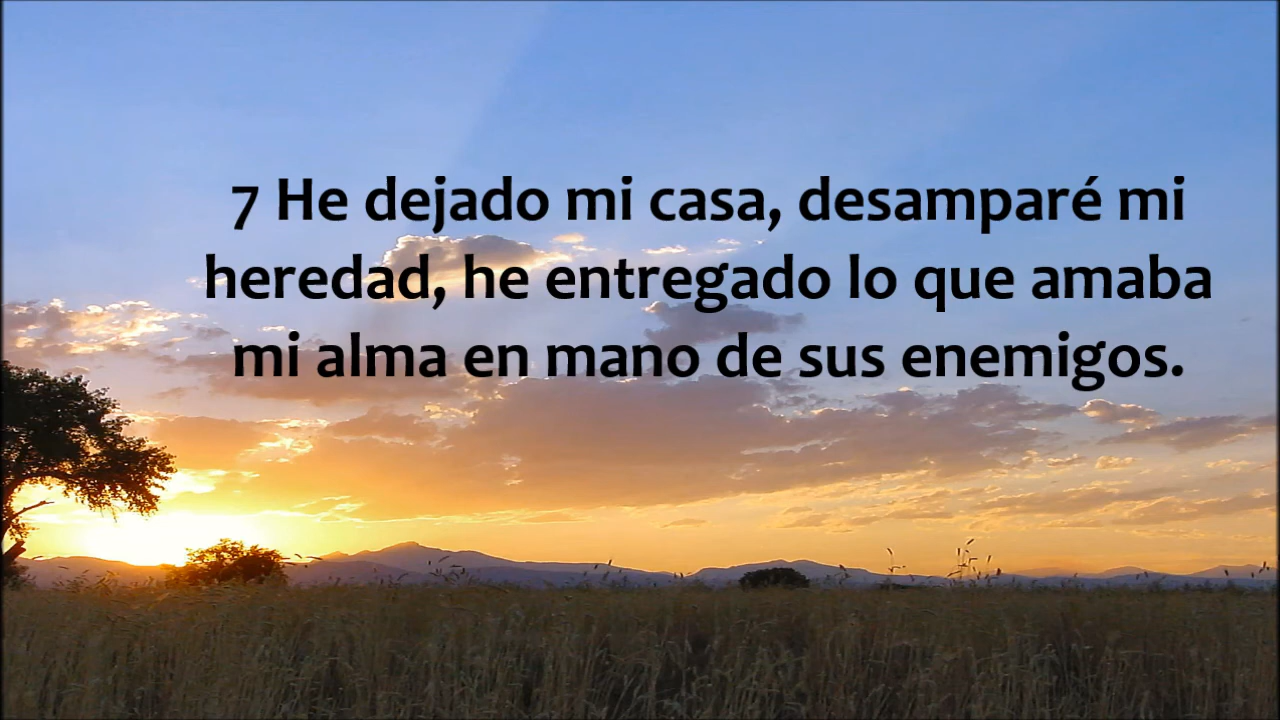 7 He dejado mi casa, desamparé mi
heredad, he entregado lo que amaba
mi alma en mano de sus enemigos.